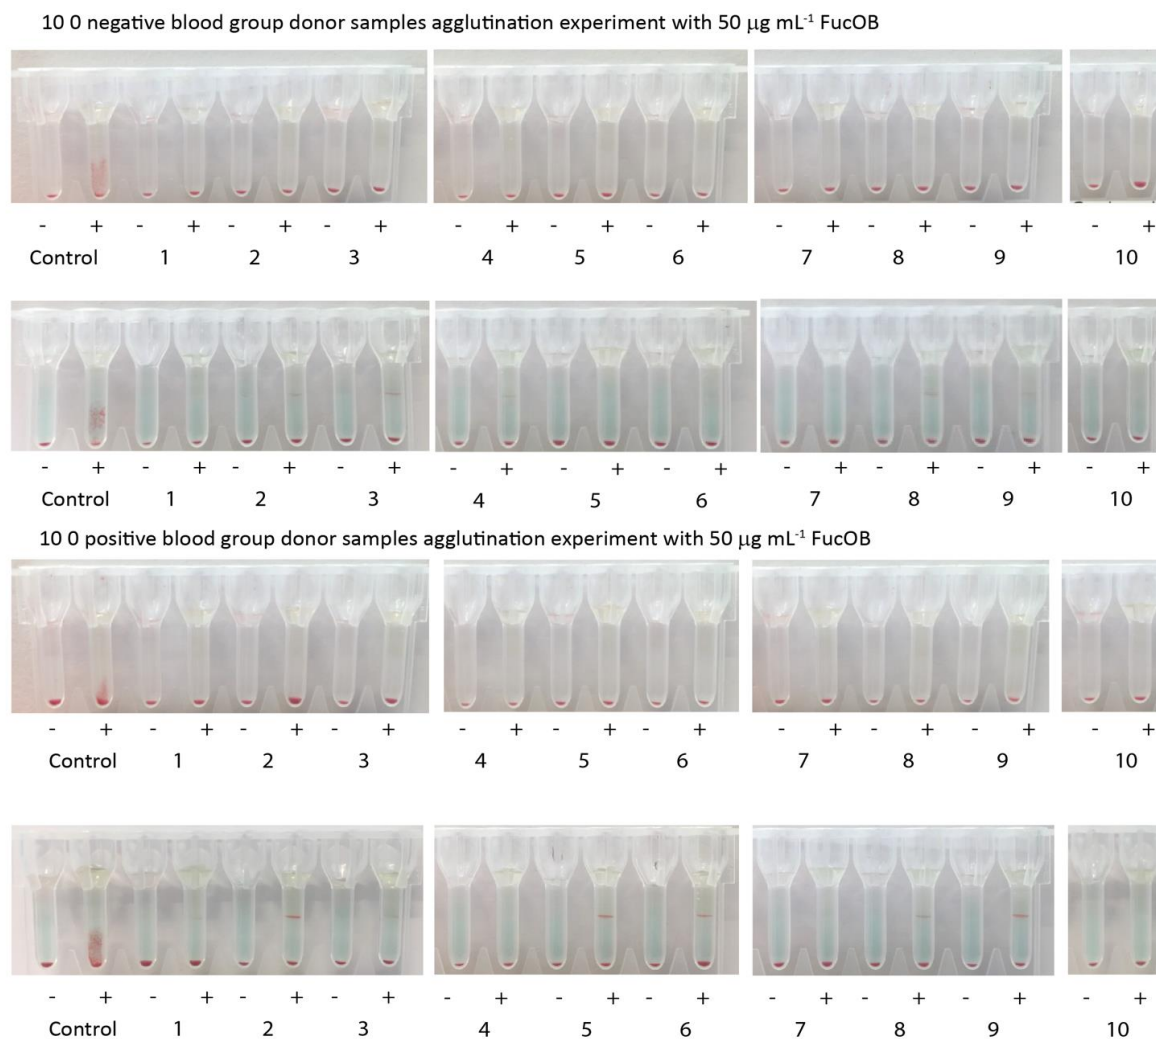 10 0 negative blood group donor samples agglutination experiment with 50 µg mL⁻¹ FucOB
- + - + - + - + - + - + - + - + - + - + - +
Control 1 2 3 4 5 6 7 8 9 10
- + - + - + - + - + - + - + - + - + - + - +
Control 1 2 3 4 5 6 7 8 9 10
10 0 positive blood group donor samples agglutination experiment with 50 µg mL⁻¹ FucOB
- + - + - + - + - + - + - + - + - + - + - +
Control 1 2 3 4 5 6 7 8 9 10
- + - + - + - + - + - + - + - + - + - + - +
Control 1 2 3 4 5 6 7 8 9 10